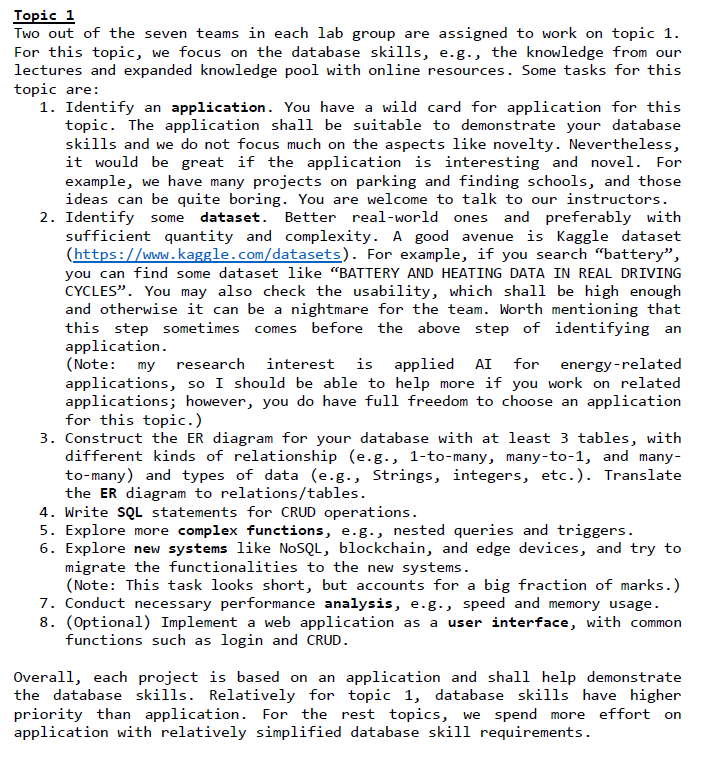 Topic 1
Two out of the seven teams in each lab group are assigned to work on topic 1.
For this topic, we focus on the database skills, e.g., the knowledge from our
lectures and expanded knowledge pool with online resources. Some tasks for this
topic are:
1. Identify an application. You have a wild card for application for this
topic. The application shall be suitable to demonstrate your database
skills and we do not focus much on the aspects like novelty. Nevertheless,
it would be great if the application is interesting and novel. For
example, we have many projects on parking and finding schools, and those
ideas can be quite boring. You are welcome to talk to our instructors.
2. Identify some dataset. Better real-world ones and preferably with
sufficient quantity and complexity. A good avenue is Kaggle dataset
(https://www.kaggle.com/datasets). For example, if you search “battery”,
you can find some dataset like “BATTERY AND HEATING DATA IN REAL DRIVING
CYCLES”. You may also check the usability, which shall be high enough
and otherwise it can be a nightmare for the team. Worth mentioning that
this step sometimes comes before the above step of identifying an
application.
(Note: my research interest is applied AI for energy-related
applications, so I should be able to help more if you work on related
applications; however, you do have full freedom to choose an application
for this topic.)
3. Construct the ER diagram for your database with at least 3 tables, with
different kinds of relationship (e.g., 1-to-many, many-to-1, and many-
to-many) and types of data (e.g., Strings, integers, etc.). Translate
the ER diagram to relations/tables.
4. Write SQL statements for CRUD operations.
5. Explore more complex functions, e.g., nested queries and triggers.
6. Explore new systems like NoSQL, blockchain, and edge devices, and try to
migrate the functionalities to the new systems.
(Note: This task looks short, but accounts for a big fraction of marks.)
7. Conduct necessary performance analysis, e.g., speed and memory usage.
8. (Optional) Implement a web application as a user interface, with common
functions such as login and CRUD.
Overall, each project is based on an application and shall help demonstrate
the database skills. Relatively for topic 1, database skills have higher
priority than application. For the rest topics, we spend more effort on
application with relatively simplified database skill requirements.